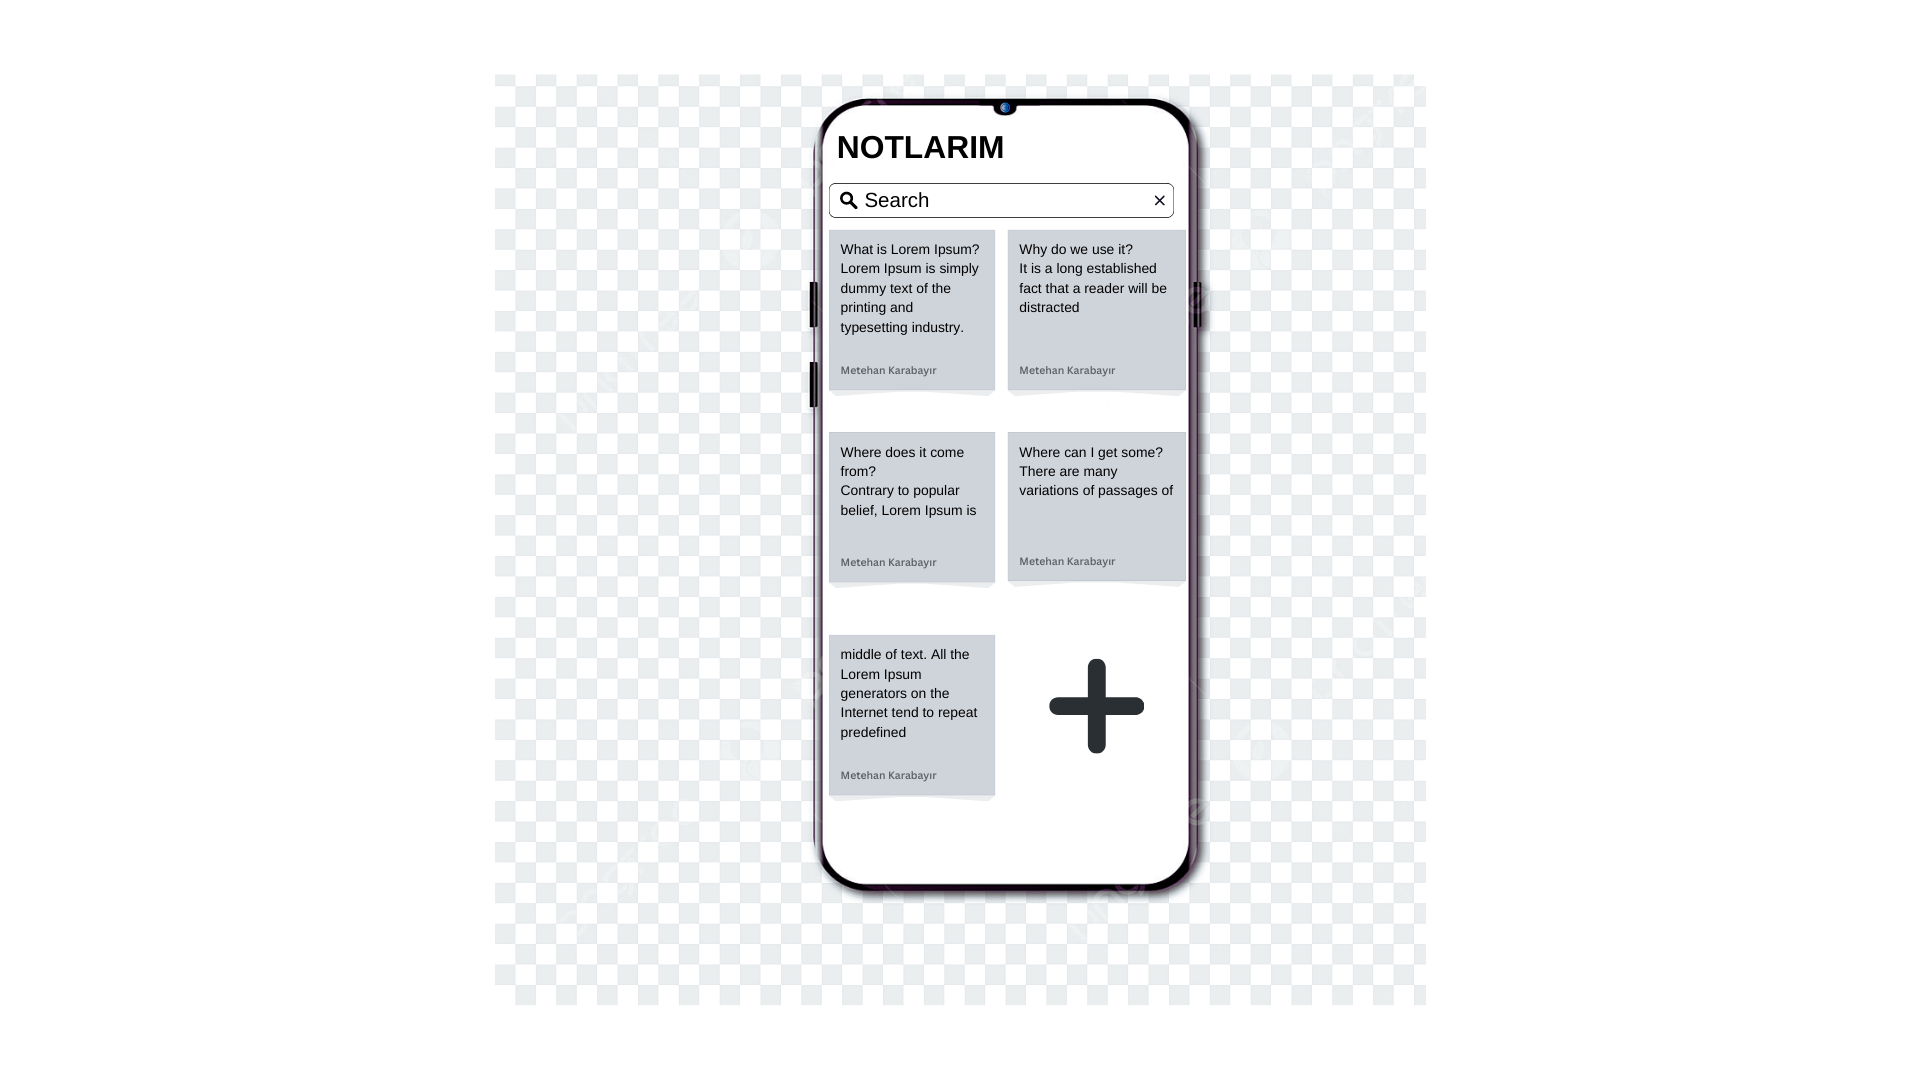 NOTLARIM
Search
What is Lorem Ipsum?
Lorem Ipsum is simply
dummy text of the
printing and
typesetting industry.
Metehan Karabayır
Why do we use it?
It is a long established
fact that a reader will be
distracted
Metehan Karabayır
Where does it come
from?
Contrary to popular
belief, Lorem Ipsum is
Metehan Karabayır
Where can I get some?
There are many
variations of passages of
Metehan Karabayır
middle of text. All the
Lorem Ipsum
generators on the
Internet tend to repeat
predefined
Metehan Karabayır